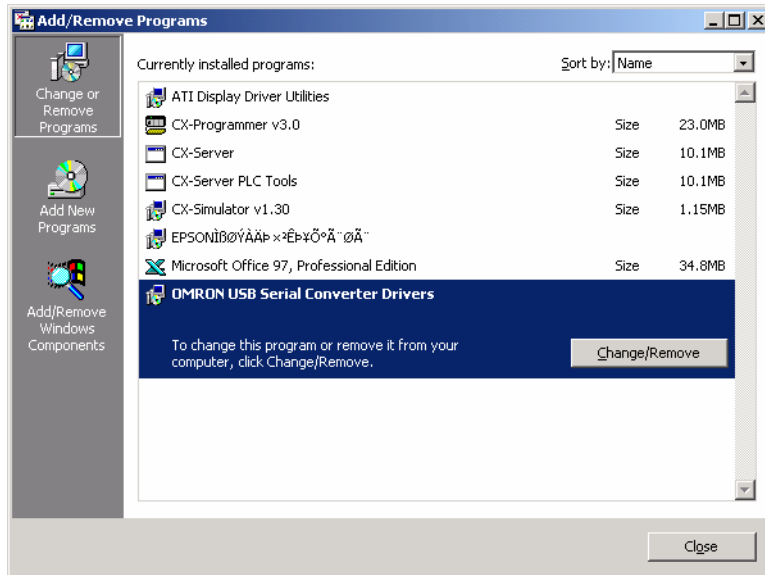 Add/Remove Programs
Change or
Remove
Programs
Add New
Programs
Add/Remove
Windows
Components
Currently installed programs:
Sort by: Name
ATI Display Driver Utilities
CX-Programmer v3.0 Size 23.0MB
CX-Server Size 10.1MB
CX-Server PLC Tools Size 10.1MB
CX-Simulator v1.30 Size 1.15MB
Microsoft Office 97, Professional Edition Size 34.8MB
OMRON USB Serial Converter Drivers
To change this program or remove it from your
computer, click Change/Remove.
Change/Remove
Close